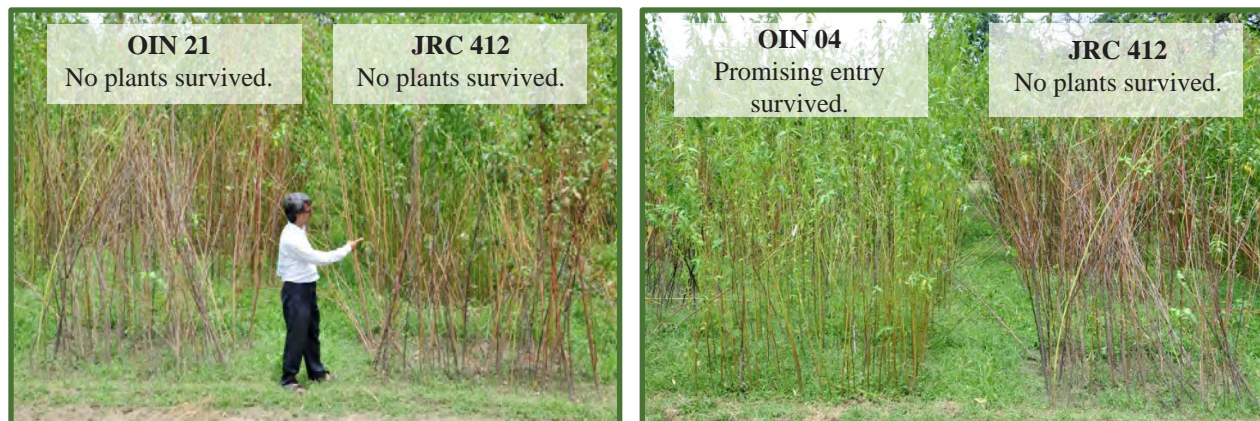 OIN 21
No plants survived.
JRC 412
No plants survived.
OIN 04
Promising entry
survived.
JRC 412
No plants survived.